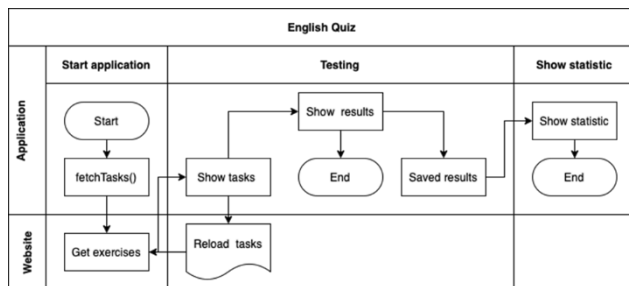 English Quiz
Start application
Testing
Show statistic
Application
Start
Show results
Show statistic
fetchTasks()
Show tasks
End
Saved results
End
Website
Get exercises
Reload tasks